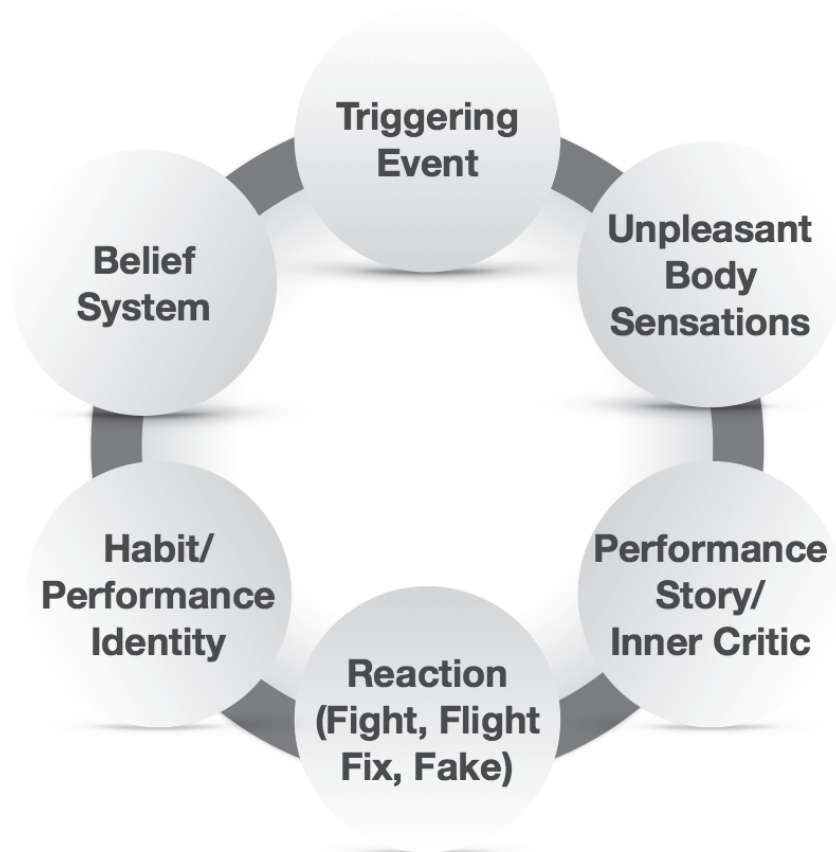 Triggering
Event
Unpleasant
Body
Sensations
Performance
Story/
Inner Critic
Reaction
(Fight, Flight
Fix, Fake)
Habit/
Performance
Identity
Belief
System